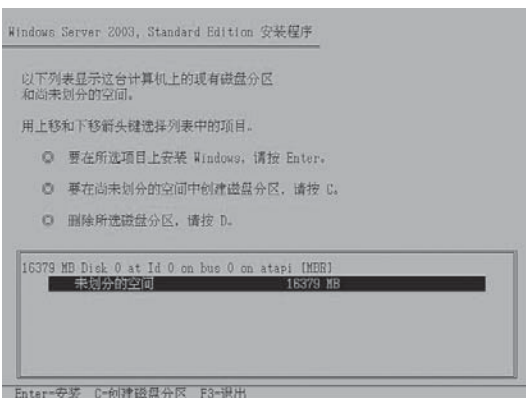 Windows Server 2003, Standard Edition 安装程序
以下列表显示这台计算机上的现有磁盘分区
和尚未划分的空间。
用上移和下移箭头键选择列表中的项目。
要在所选项目上安装 Windows，请按 Enter。
要在尚未划分的空间中创建磁盘分区，请按 C。
删除所选磁盘分区，请按 D。
16379 MB Disk 0 at Id 0 on bus 0 on atapi [MBR]
未划分的空间 16379 MB
Enter=安装 C=创建磁盘分区 F3=退出